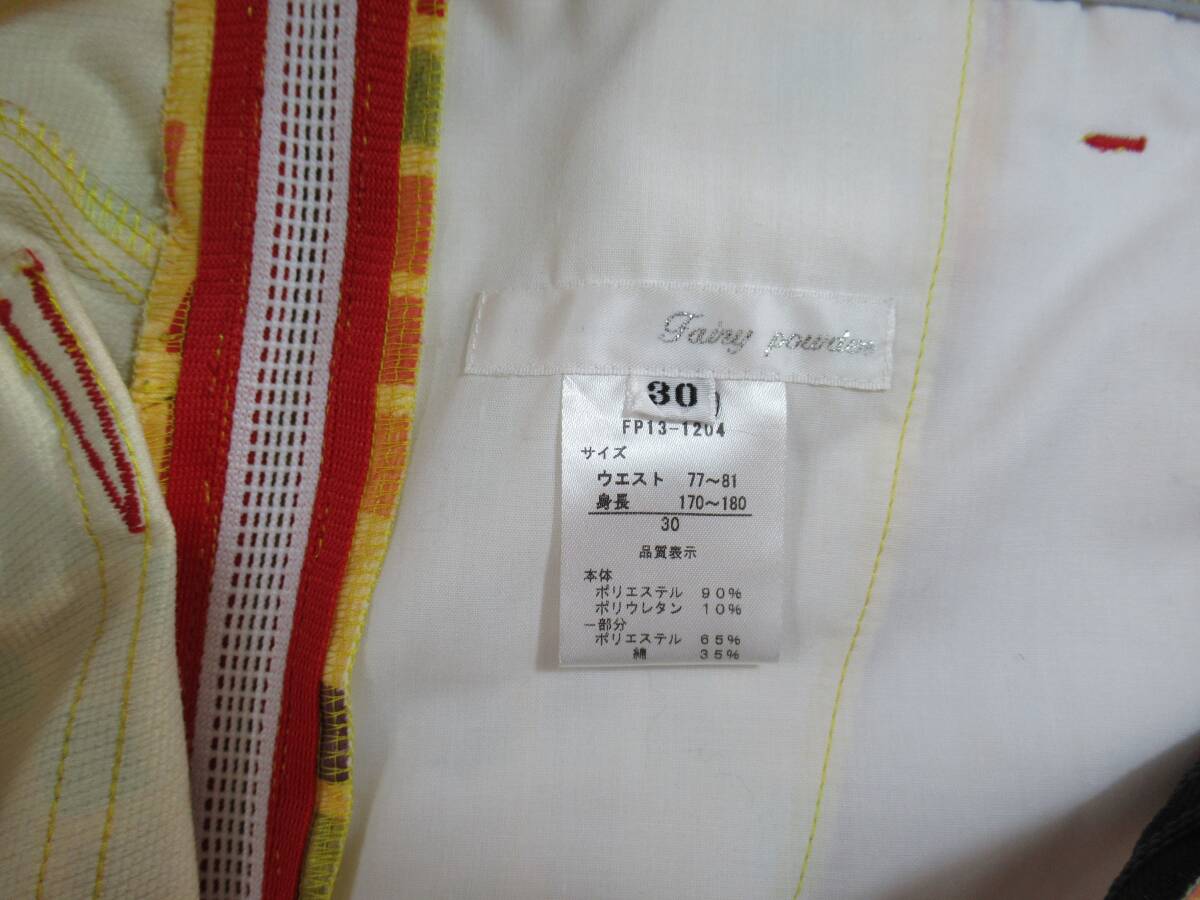 Fairy powder
30
FP13-1204
サイズ
ウエスト 77～81
身長 170～180
30
品質表示
本体
ポリエステル 90%
ポリウレタン 10%
一部分
ポリエステル 65%
綿 35%